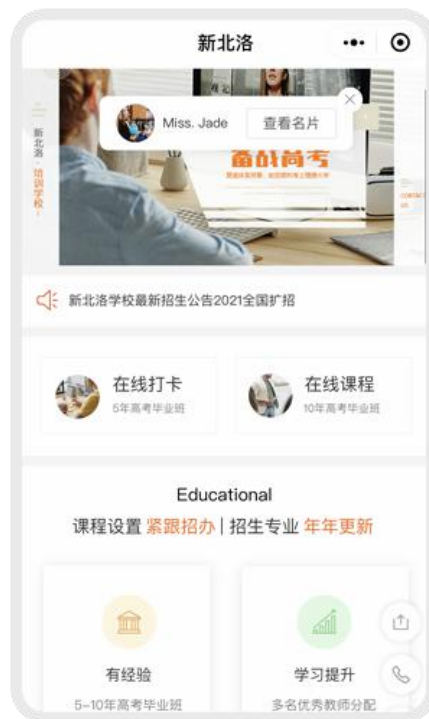 新北洛
新北洛·培训学校!
Miss. Jade
查看名片
备战高考
CONTACT
US
新北洛学校最新招生公告2021全国扩招
在线打卡
5年高考毕业班
在线课程
10年高考毕业班
Educational
课程设置 紧跟招办 | 招生专业 年年更新
有经验
5-10年高考毕业班
学习提升
多名优秀教师分配